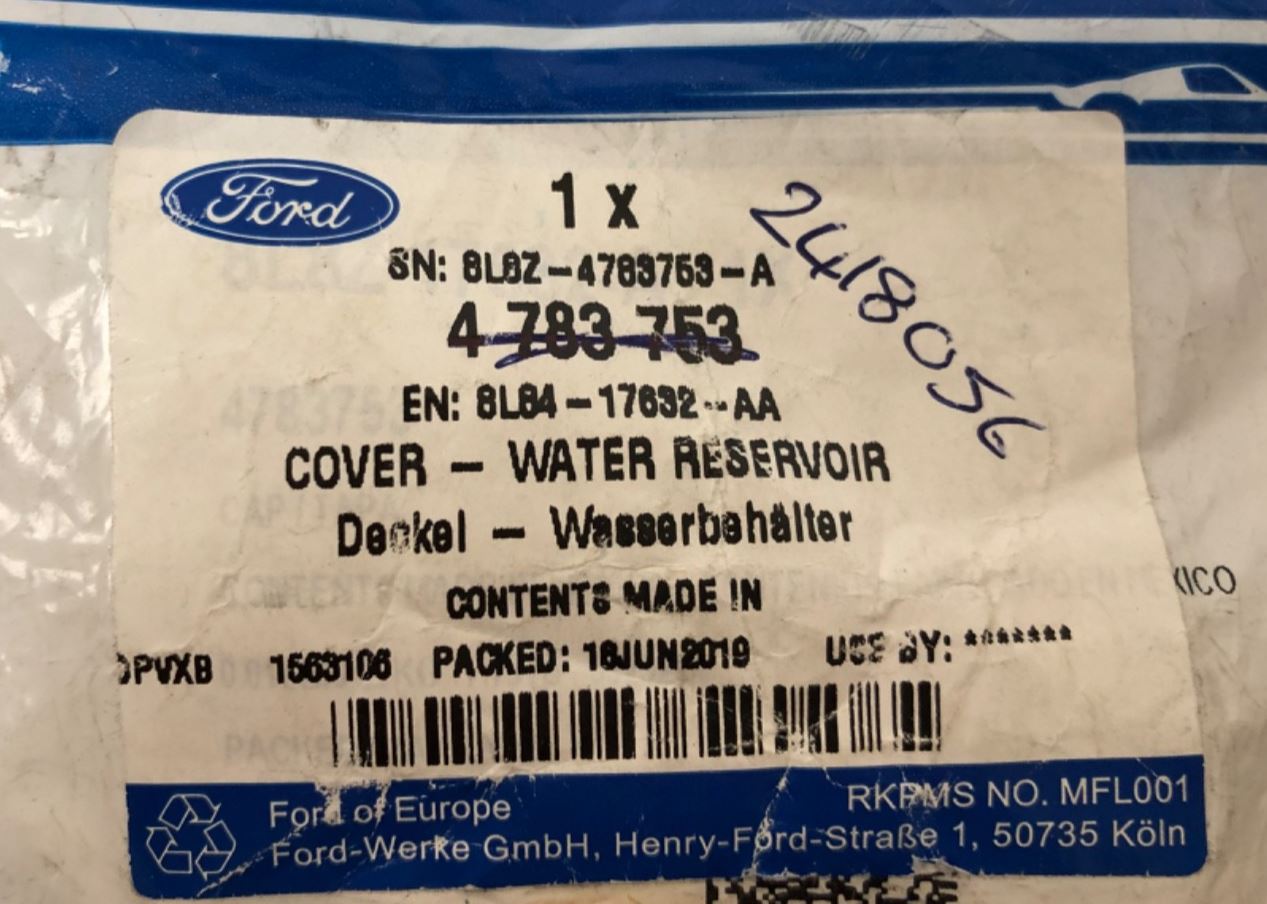 Ford
1 x
SN: 8L8Z-4783753-A
4 783 753
2418056
EN: 8L84-17632-AA
COVER - WATER RESERVOIR
Deckel - Wasserbehälter
CONTENTS MADE IN
XICO
PVXB 1563106 PACKED: 18JUN2019 USE BY: *******
Ford of Europe
RKPMS NO. MFL001
Ford-Werke GmbH, Henry-Ford-Straße 1, 50735 Köln